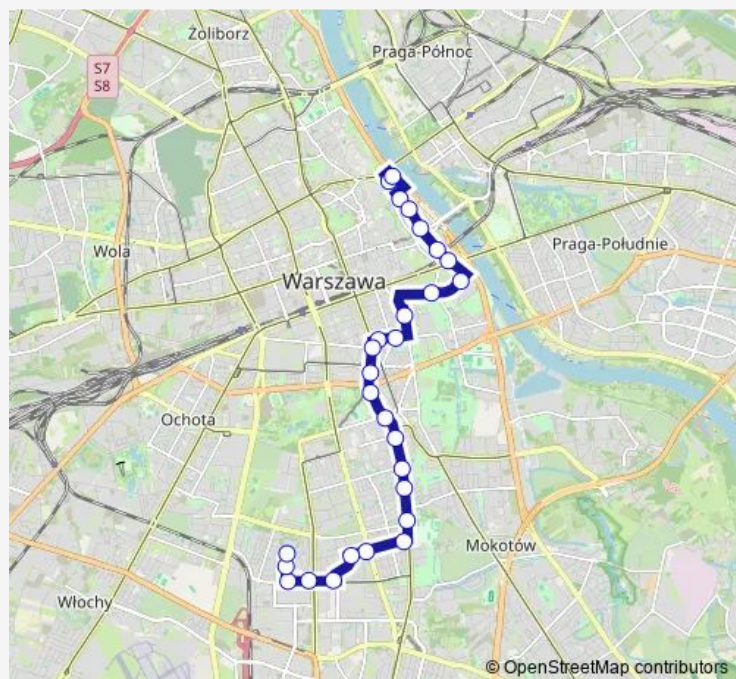 Żoliborz
Praga-Północ
S7
S8
Wola
Praga-Południe
Warszawa
Ochota
Mokotów
Włochy
© OpenStreetMap contributors